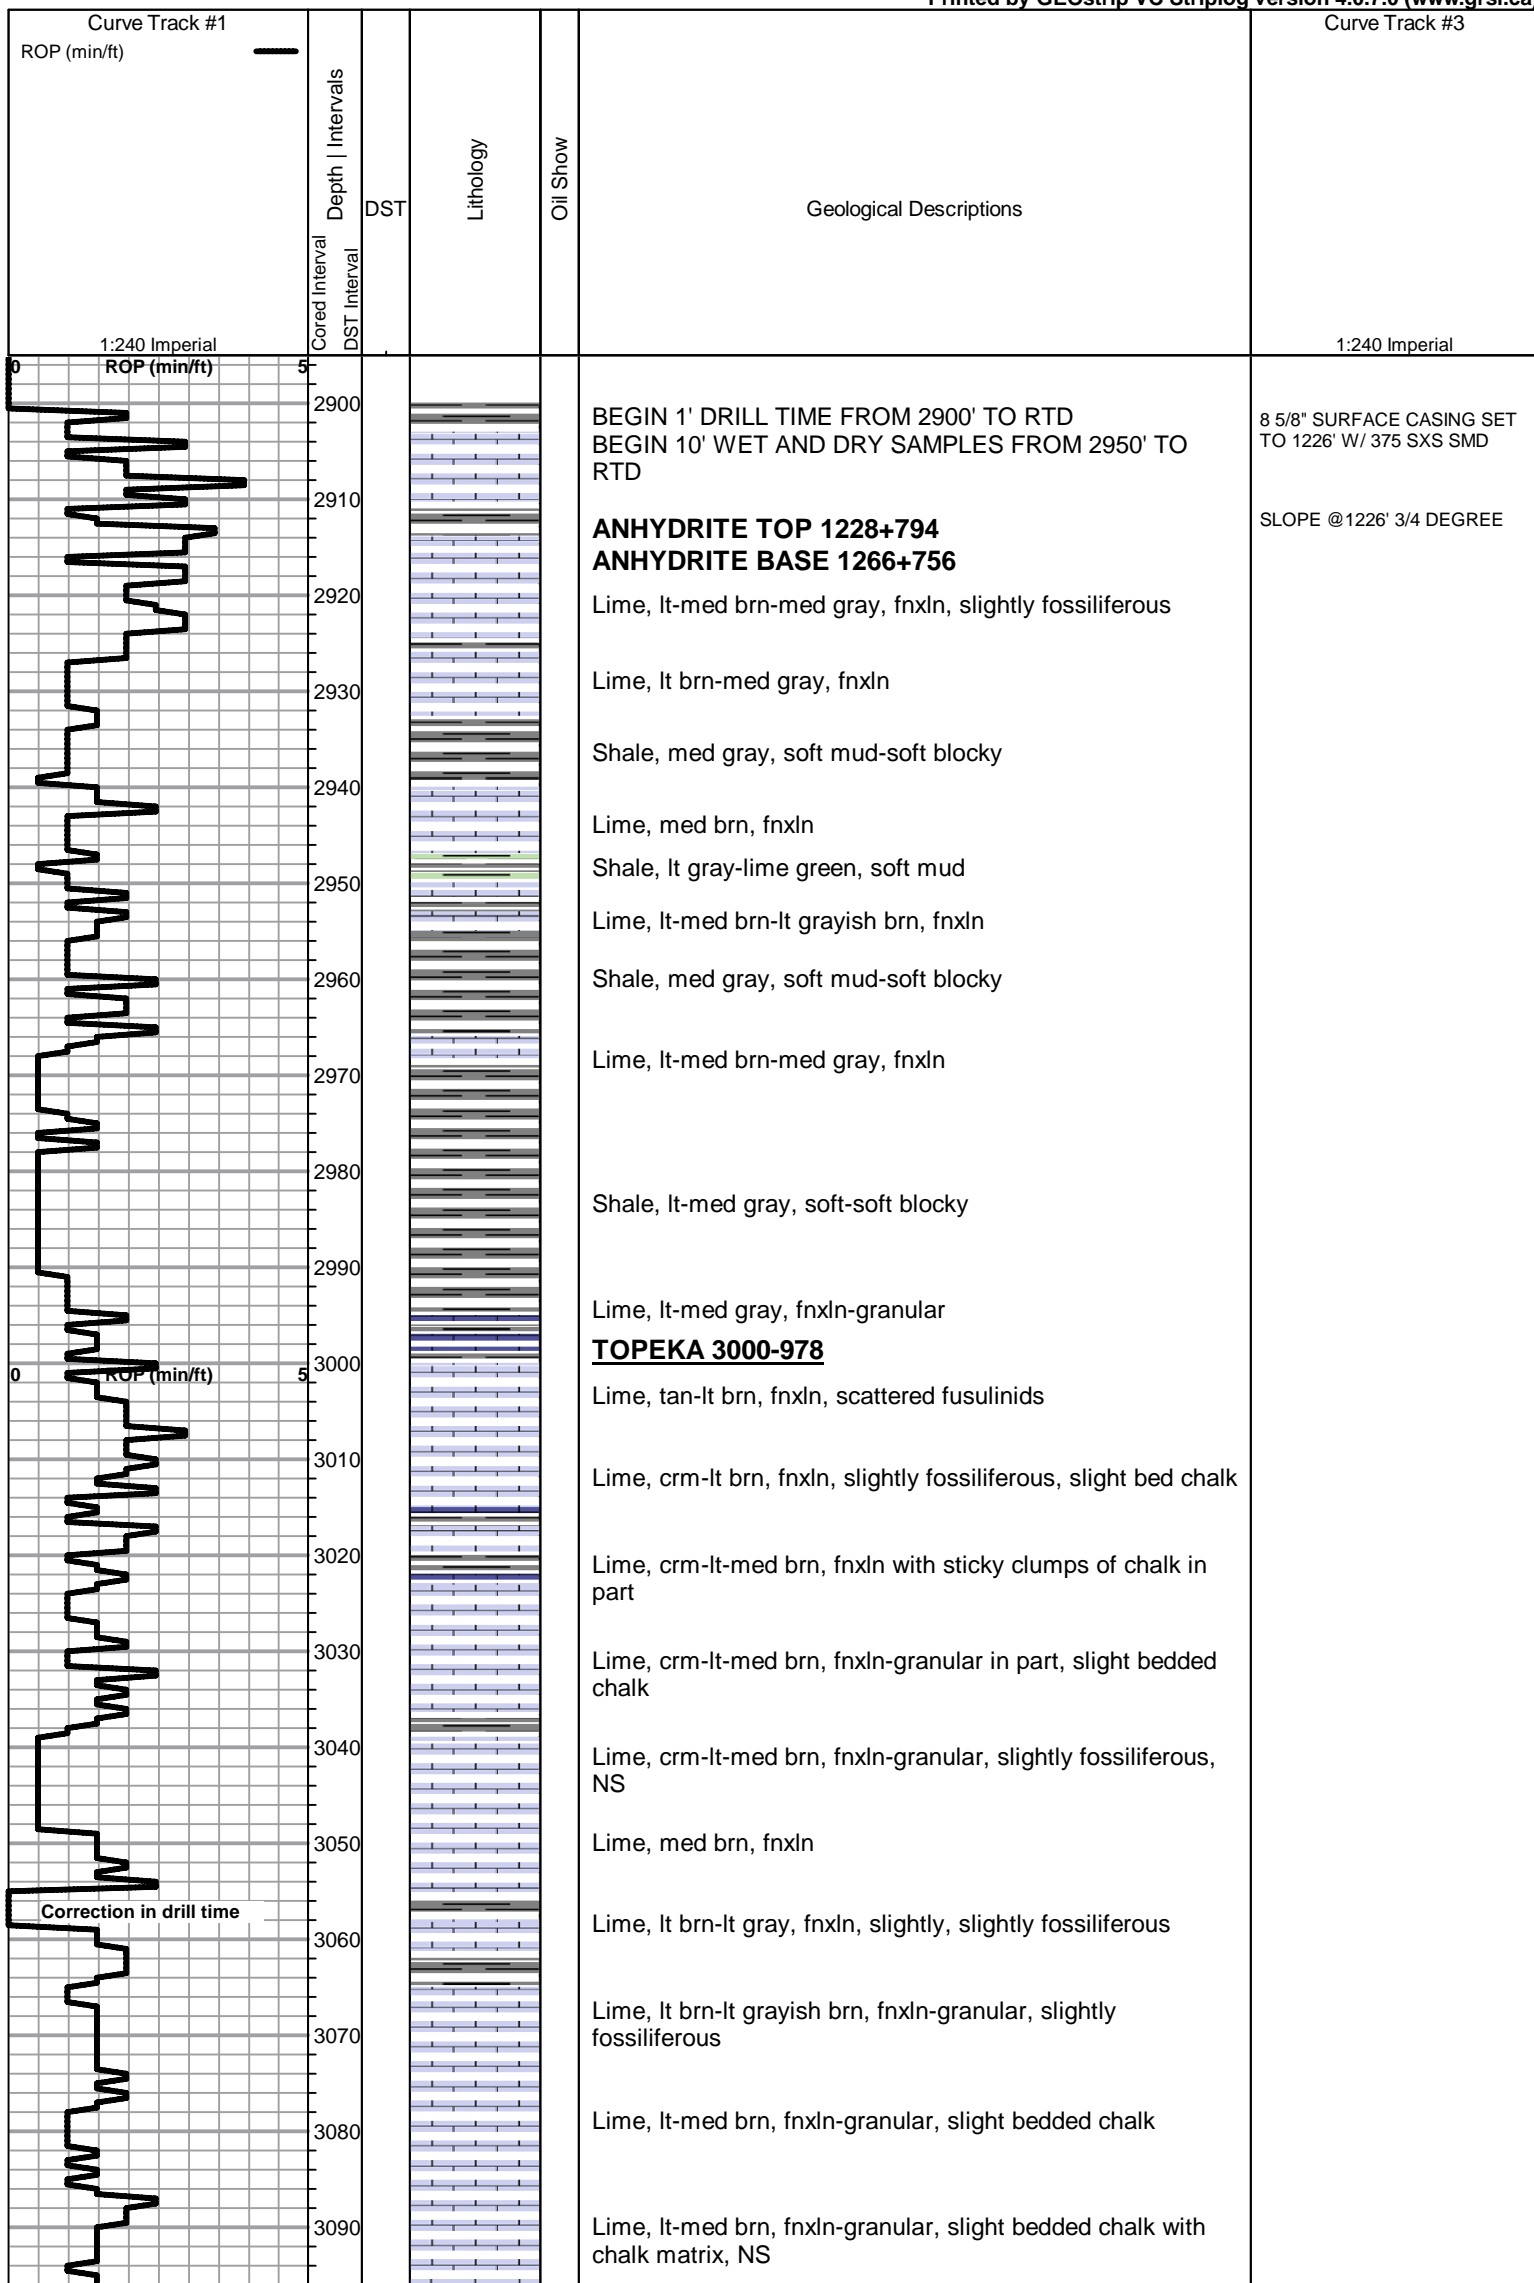 Curve Track #1
ROP (min/ft)
1:240 Imperial
Depth | Intervals
Cored Interval
DST Interval
DST
Lithology
Oil Show
Geological Descriptions
Curve Track #3
1:240 Imperial
0 ROP (min/ft) 5
2900
BEGIN 1' DRILL TIME FROM 2900' TO RTD
BEGIN 10' WET AND DRY SAMPLES FROM 2950' TO
RTD
8 5/8" SURFACE CASING SET
TO 1226' W/ 375 SXS SMD
2910
ANHYDRITE TOP 1228+794
ANHYDRITE BASE 1266+756
SLOPE @1226' 3/4 DEGREE
2920
Lime, lt-med brn-med gray, fnxln, slightly fossiliferous
Lime, lt brn-med gray, fnxln
2930
Shale, med gray, soft mud-soft blocky
2940
Lime, med brn, fnxln
Shale, lt gray-lime green, soft mud
2950
Lime, lt-med brn-lt grayish brn, fnxln
2960
Shale, med gray, soft mud-soft blocky
Lime, lt-med brn-med gray, fnxln
2970
2980
Shale, lt-med gray, soft-soft blocky
2990
Lime, lt-med gray, fnxln-granular
TOPEKA 3000-978
3000
0 ROP (min/ft) 5
Lime, tan-lt brn, fnxln, scattered fusulinids
3010
Lime, crm-lt brn, fnxln, slightly fossiliferous, slight bed chalk
3020
Lime, crm-lt-med brn, fnxln with sticky clumps of chalk in
part
3030
Lime, crm-lt-med brn, fnxln-granular in part, slight bedded
chalk
3040
Lime, crm-lt-med brn, fnxln-granular, slightly fossiliferous,
NS
3050
Lime, med brn, fnxln
Correction in drill time
Lime, lt brn-lt gray, fnxln, slightly, slightly fossiliferous
3060
Lime, lt brn-lt grayish brn, fnxln-granular, slightly
fossiliferous
3070
3080
Lime, lt-med brn, fnxln-granular, slight bedded chalk
3090
Lime, lt-med brn, fnxln-granular, slight bedded chalk with
chalk matrix, NS